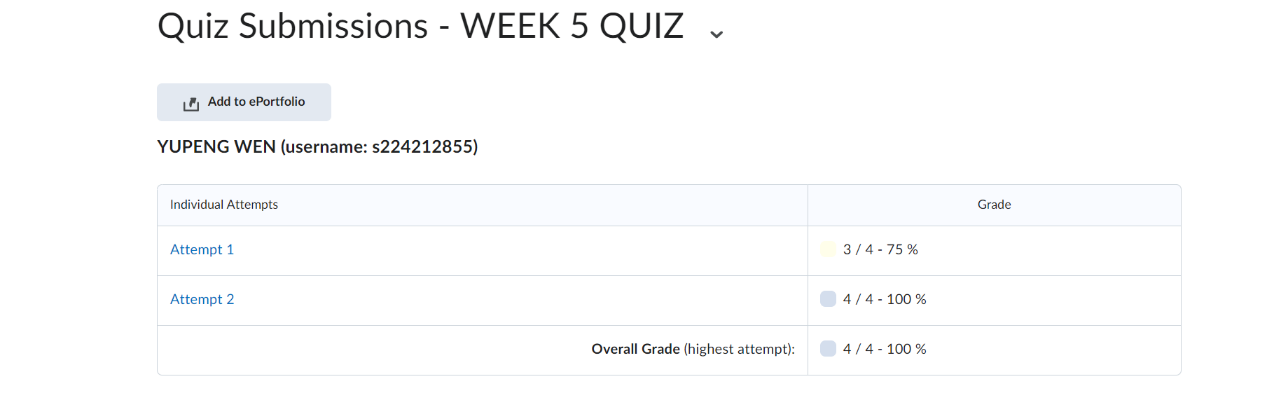 Quiz Submissions - WEEK 5 QUIZ
Add to ePortfolio
YUPENG WEN (username: s224212855)
Individual Attempts Grade
Attempt 1 3 / 4 - 75 %
Attempt 2 4 / 4 - 100 %
Overall Grade (highest attempt): 4 / 4 - 100 %